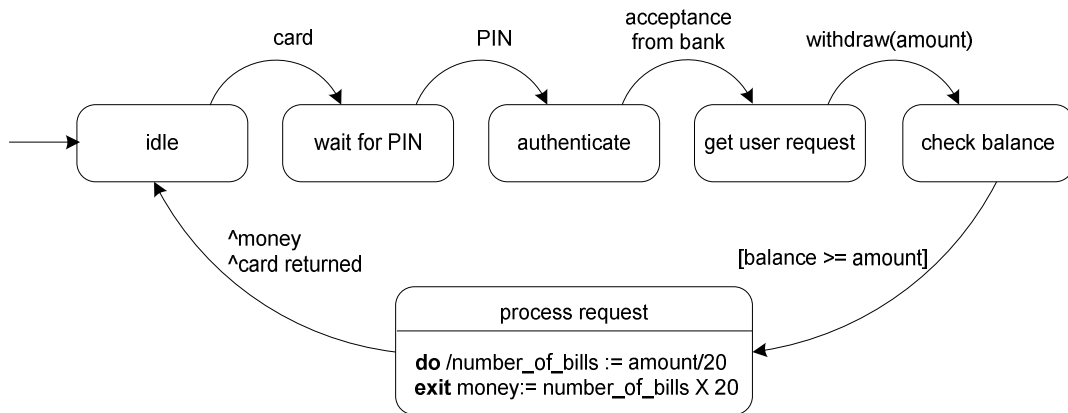 card
PIN
acceptance
from bank
withdraw(amount)
idle
wait for PIN
authenticate
get user request
check balance
^money
^card returned
[balance >= amount]
process request
do /number_of_bills := amount/20
exit money:= number_of_bills X 20